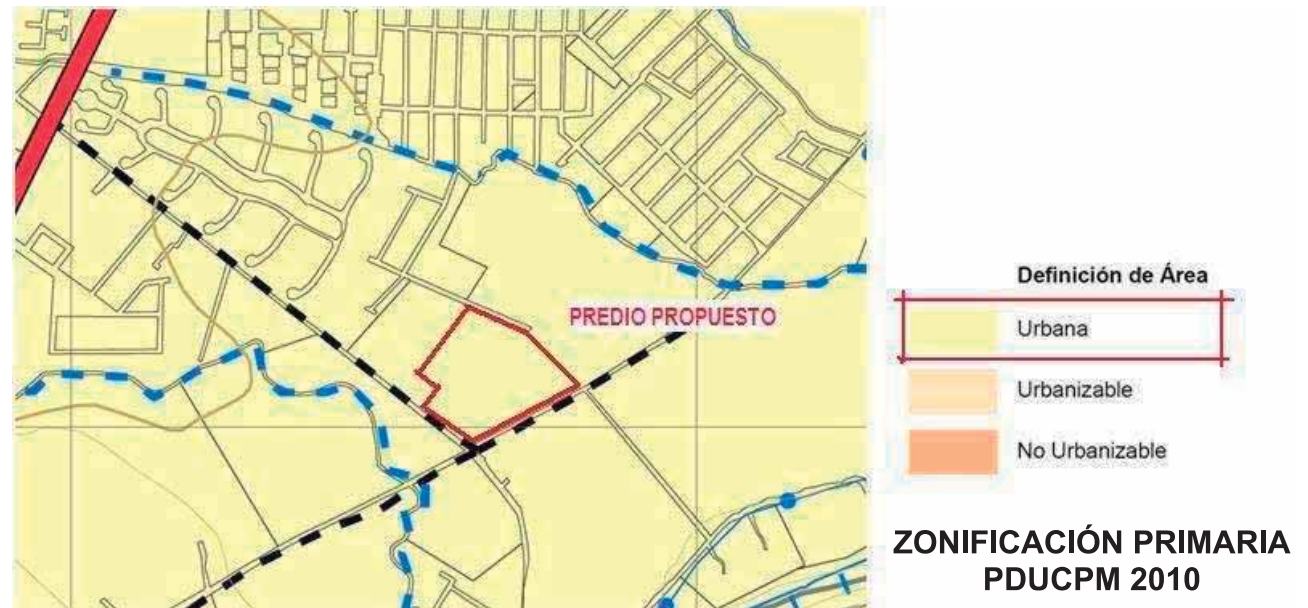 PREDIO PROPUESTO
Definición de Área
Urbana
Urbanizable
No Urbanizable
ZONIFICACIÓN PRIMARIA
PDUCPM 2010